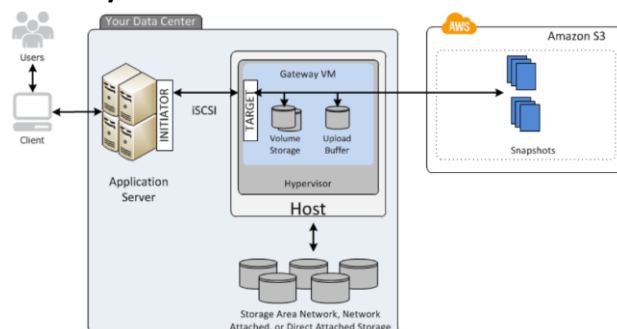 Your Data Center
AWS
Amazon S3
Users
Client
INITIATOR
iSCSI
TARGET
Gateway VM
Volume
Storage
Upload
Buffer
Hypervisor
Host
Application
Server
Snapshots
Storage Area Network, Network
Attached, or Direct Attached Storage